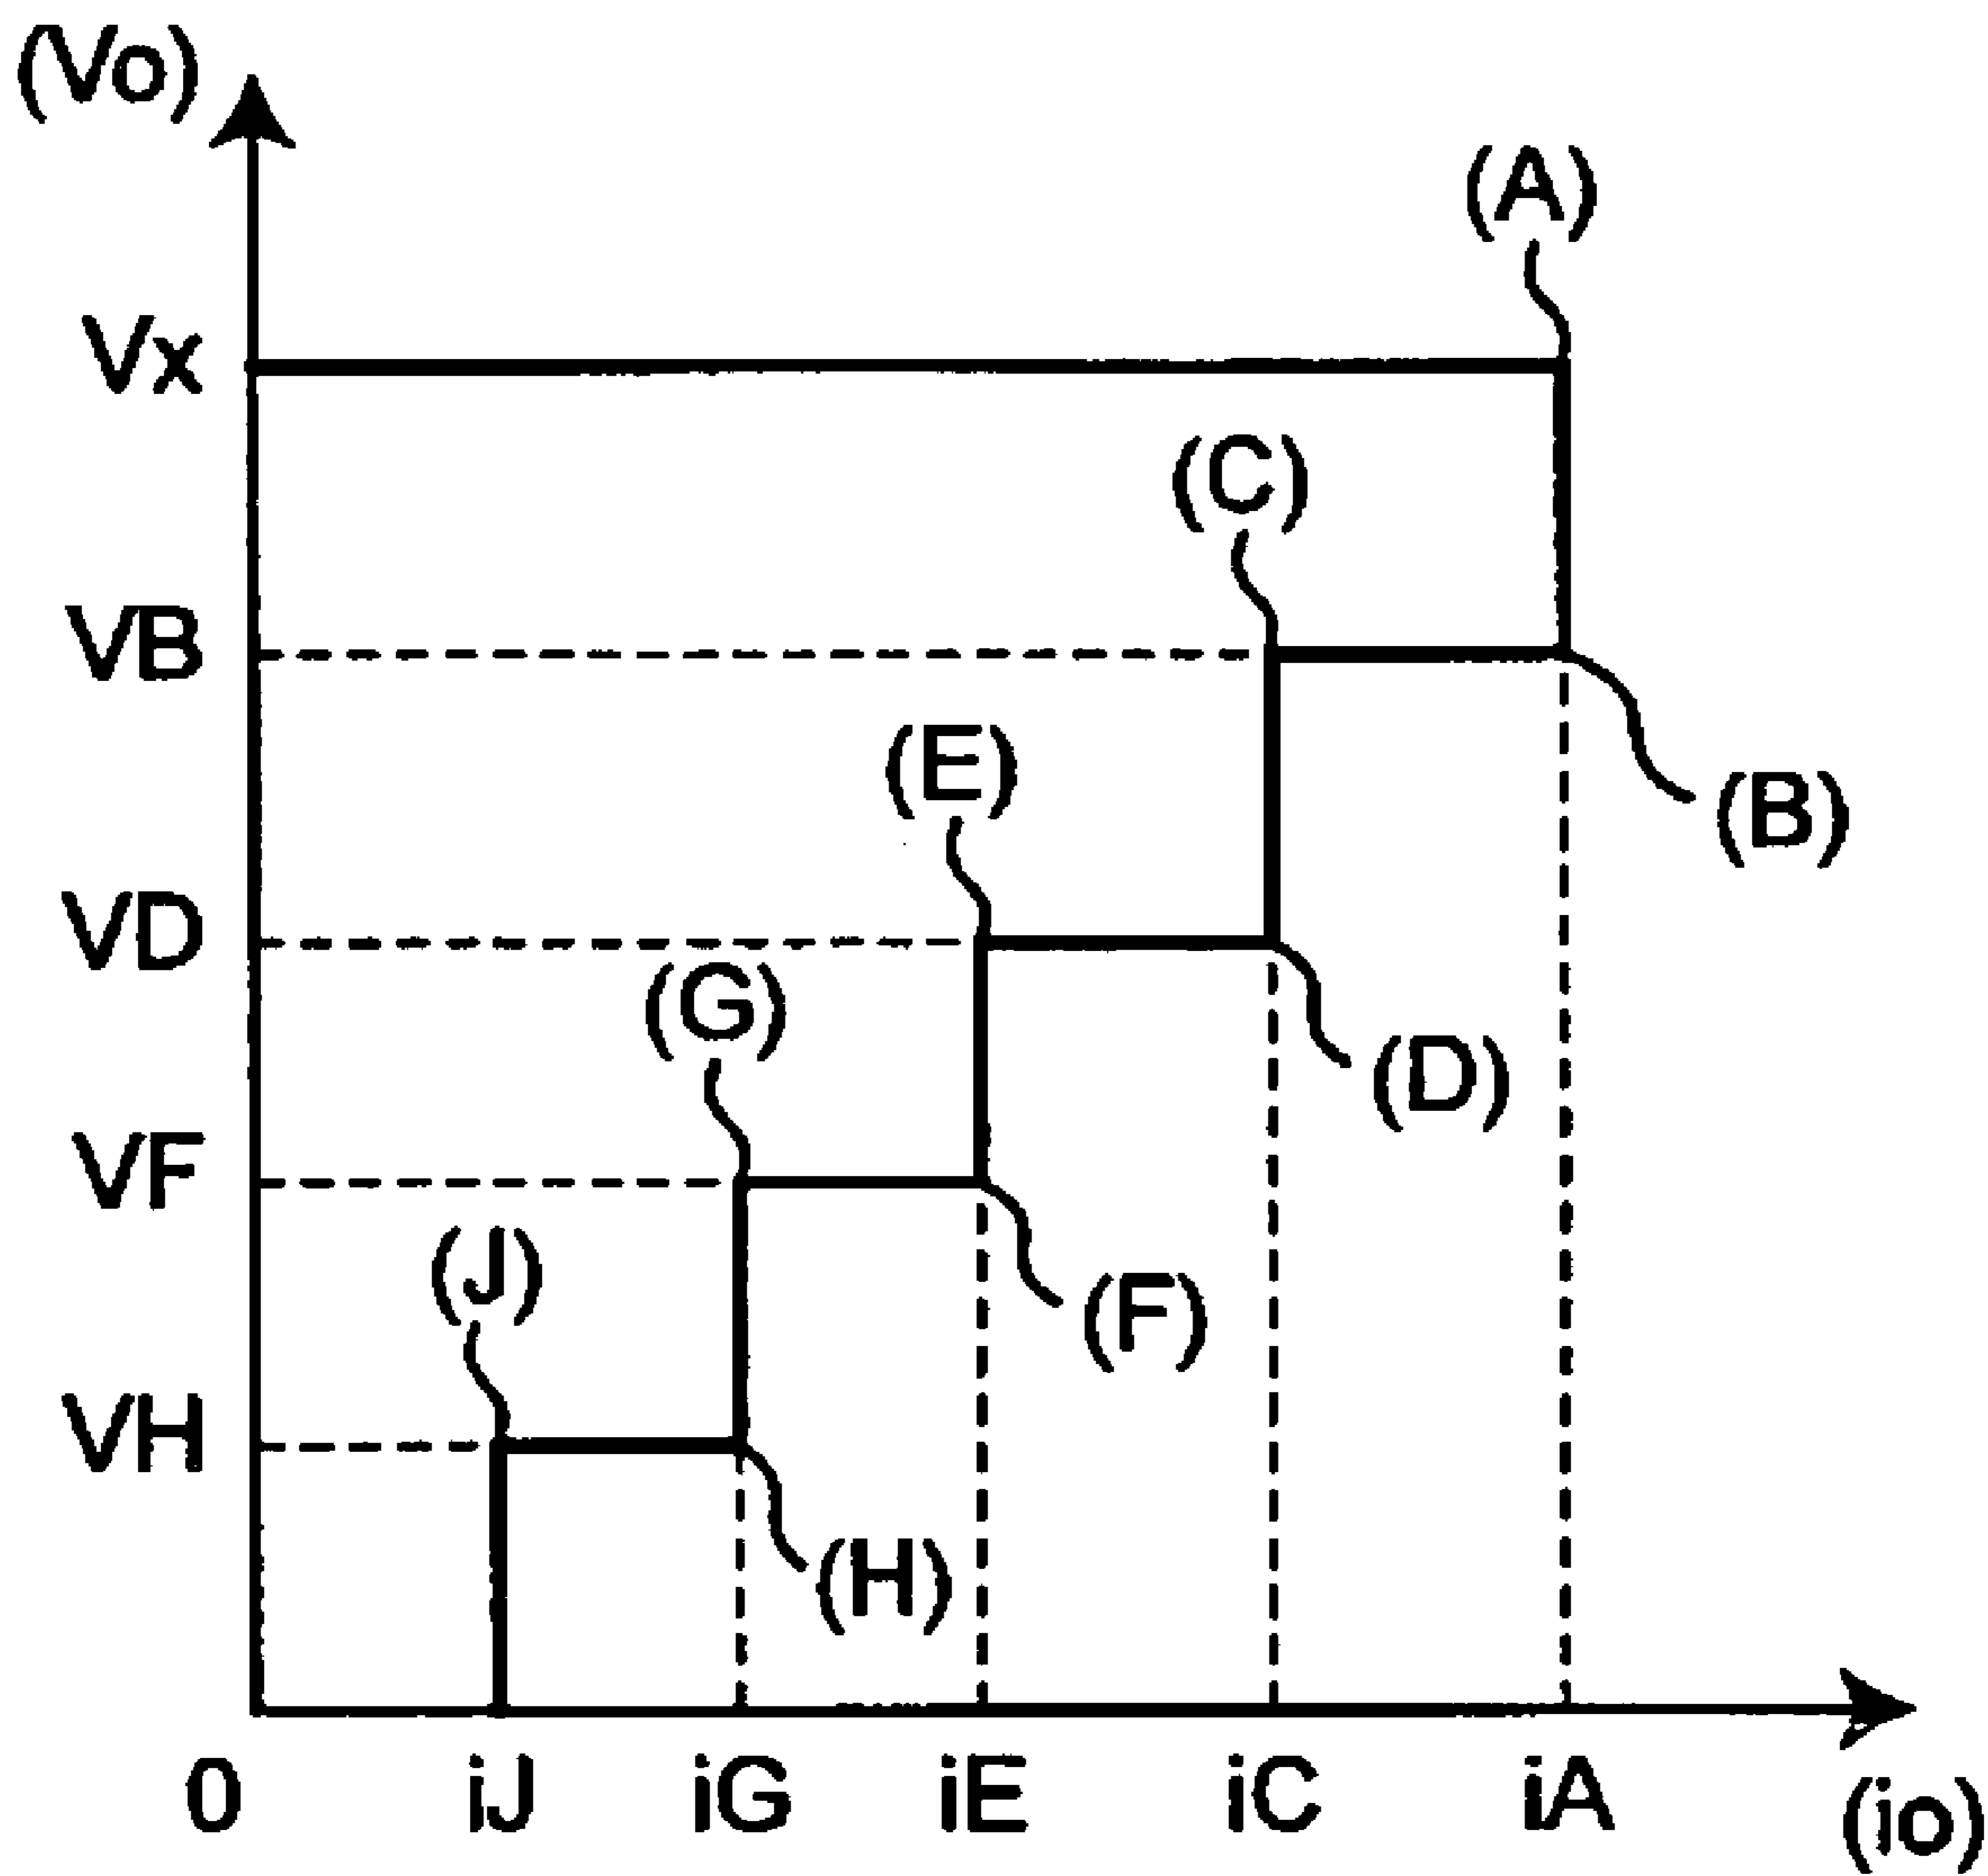 (Vo)
(A)
Vx
(C)
VB
(E)
(B)
VD
(G)
(D)
VF
(J)
(F)
VH
(H)
0 iJ iG iE iC iA (io)